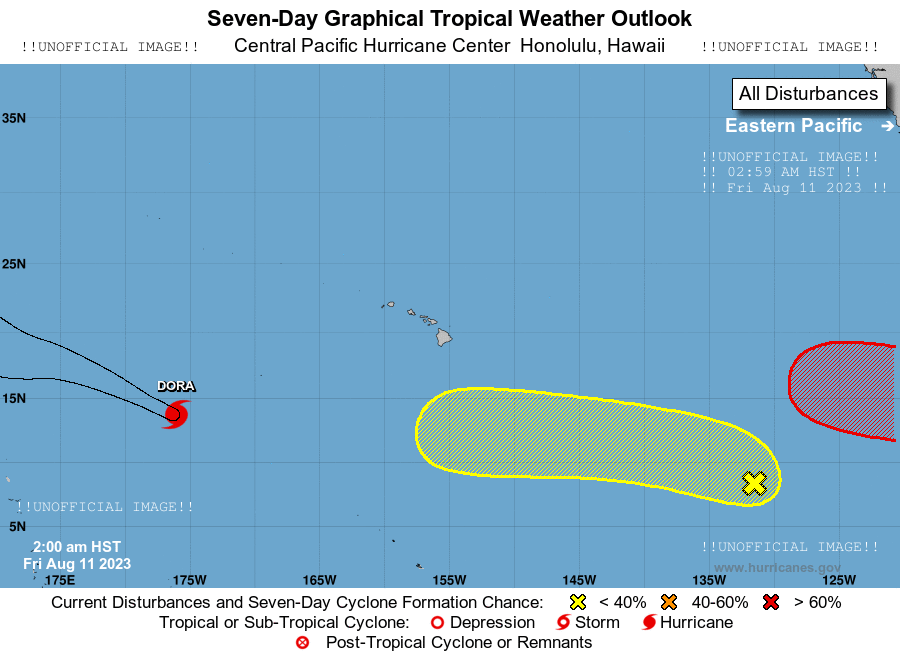 Seven-Day Graphical Tropical Weather Outlook
!!UNOFFICIAL IMAGE!! Central Pacific Hurricane Center Honolulu, Hawaii !!UNOFFICIAL IMAGE!!
All Disturbances
35N
Eastern Pacific →
!!UNOFFICIAL IMAGE!!
!! 02:59 AM HST !!
!! Fri Aug 11 2023 !!
25N
DORA
15N
!!UNOFFICIAL IMAGE!!
5N
2:00 am HST
Fri Aug 11 2023
!!UNOFFICIAL IMAGE!!
www.hurricanes.gov
175E 175W 165W 155W 145W 135W 125W
Current Disturbances and Seven-Day Cyclone Formation Chance: < 40% 40-60% > 60%
Tropical or Sub-Tropical Cyclone: Depression Storm Hurricane
Post-Tropical Cyclone or Remnants